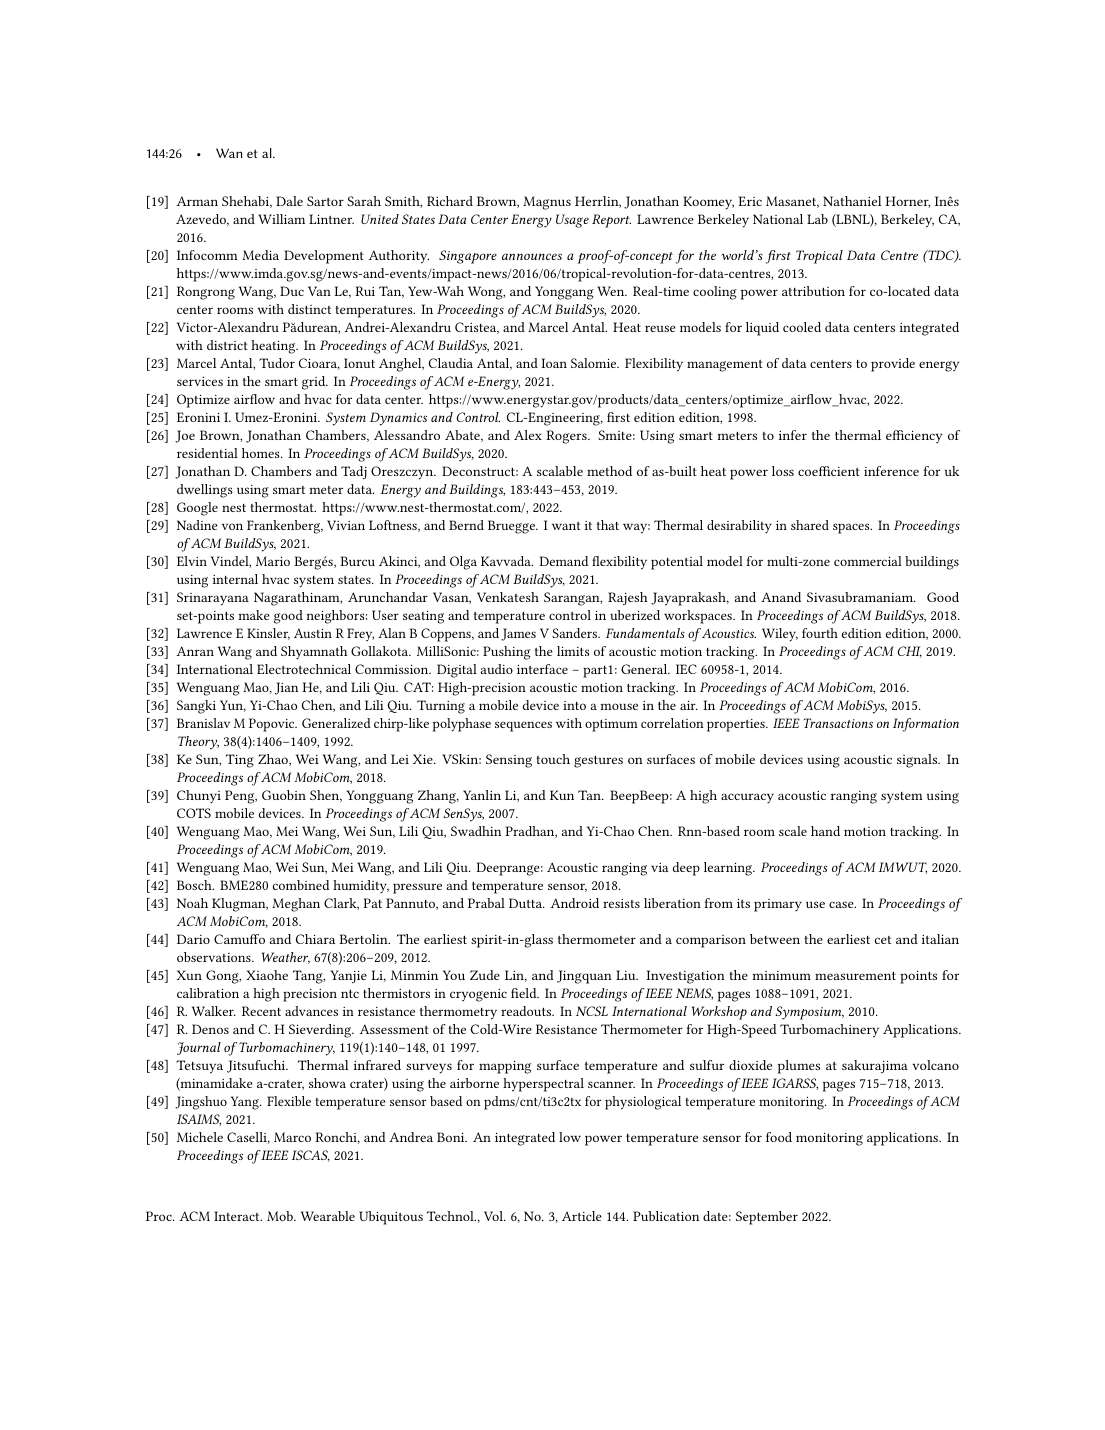 144:26 • Wan et al.
[19] Arman Shehabi, Dale Sartor Sarah Smith, Richard Brown, Magnus Herrlin, Jonathan Koomey, Eric Masanet, Nathaniel Horner, Inês
Azevedo, and William Lintner. United States Data Center Energy Usage Report. Lawrence Berkeley National Lab (LBNL), Berkeley, CA,
2016.
[20] Infocomm Media Development Authority. Singapore announces a proof-of-concept for the world's first Tropical Data Centre (TDC).
https://www.imda.gov.sg/news-and-events/impact-news/2016/06/tropical-revolution-for-data-centres, 2013.
[21] Rongrong Wang, Duc Van Le, Rui Tan, Yew-Wah Wong, and Yonggang Wen. Real-time cooling power attribution for co-located data
center rooms with distinct temperatures. In Proceedings of ACM BuildSys, 2020.
[22] Victor-Alexandru Pădurean, Andrei-Alexandru Cristea, and Marcel Antal. Heat reuse models for liquid cooled data centers integrated
with district heating. In Proceedings of ACM BuildSys, 2021.
[23] Marcel Antal, Tudor Cioara, Ionut Anghel, Claudia Antal, and Ioan Salomie. Flexibility management of data centers to provide energy
services in the smart grid. In Proceedings of ACM e-Energy, 2021.
[24] Optimize airflow and hvac for data center. https://www.energystar.gov/products/data_centers/optimize_airflow_hvac, 2022.
[25] Eronini I. Umez-Eronini. System Dynamics and Control. CL-Engineering, first edition edition, 1998.
[26] Joe Brown, Jonathan Chambers, Alessandro Abate, and Alex Rogers. Smite: Using smart meters to infer the thermal efficiency of
residential homes. In Proceedings of ACM BuildSys, 2020.
[27] Jonathan D. Chambers and Tadj Oreszczyn. Deconstruct: A scalable method of as-built heat power loss coefficient inference for uk
dwellings using smart meter data. Energy and Buildings, 183:443–453, 2019.
[28] Google nest thermostat. https://www.nest-thermostat.com/, 2022.
[29] Nadine von Frankenberg, Vivian Loftness, and Bernd Bruegge. I want it that way: Thermal desirability in shared spaces. In Proceedings
of ACM BuildSys, 2021.
[30] Elvin Vindel, Mario Bergés, Burcu Akinci, and Olga Kavvada. Demand flexibility potential model for multi-zone commercial buildings
using internal hvac system states. In Proceedings of ACM BuildSys, 2021.
[31] Srinarayana Nagarathinam, Arunchandar Vasan, Venkatesh Sarangan, Rajesh Jayaprakash, and Anand Sivasubramaniam. Good
set-points make good neighbors: User seating and temperature control in uberized workspaces. In Proceedings of ACM BuildSys, 2018.
[32] Lawrence E Kinsler, Austin R Frey, Alan B Coppens, and James V Sanders. Fundamentals of Acoustics. Wiley, fourth edition edition, 2000.
[33] Anran Wang and Shyamnath Gollakota. MilliSonic: Pushing the limits of acoustic motion tracking. In Proceedings of ACM CHI, 2019.
[34] International Electrotechnical Commission. Digital audio interface – part1: General. IEC 60958-1, 2014.
[35] Wenguang Mao, Jian He, and Lili Qiu. CAT: High-precision acoustic motion tracking. In Proceedings of ACM MobiCom, 2016.
[36] Sangki Yun, Yi-Chao Chen, and Lili Qiu. Turning a mobile device into a mouse in the air. In Proceedings of ACM MobiSys, 2015.
[37] Branislav M Popovic. Generalized chirp-like polyphase sequences with optimum correlation properties. IEEE Transactions on Information
Theory, 38(4):1406–1409, 1992.
[38] Ke Sun, Ting Zhao, Wei Wang, and Lei Xie. VSkin: Sensing touch gestures on surfaces of mobile devices using acoustic signals. In
Proceedings of ACM MobiCom, 2018.
[39] Chunyi Peng, Guobin Shen, Yongguang Zhang, Yanlin Li, and Kun Tan. BeepBeep: A high accuracy acoustic ranging system using
COTS mobile devices. In Proceedings of ACM SenSys, 2007.
[40] Wenguang Mao, Mei Wang, Wei Sun, Lili Qiu, Swadhin Pradhan, and Yi-Chao Chen. Rnn-based room scale hand motion tracking. In
Proceedings of ACM MobiCom, 2019.
[41] Wenguang Mao, Wei Sun, Mei Wang, and Lili Qiu. Deeprange: Acoustic ranging via deep learning. Proceedings of ACM IMWUT, 2020.
[42] Bosch. BME280 combined humidity, pressure and temperature sensor, 2018.
[43] Noah Klugman, Meghan Clark, Pat Pannuto, and Prabal Dutta. Android resists liberation from its primary use case. In Proceedings of
ACM MobiCom, 2018.
[44] Dario Camuffo and Chiara Bertolin. The earliest spirit-in-glass thermometer and a comparison between the earliest cet and italian
observations. Weather, 67(8):206–209, 2012.
[45] Xun Gong, Xiaohe Tang, Yanjie Li, Minmin You Zude Lin, and Jingquan Liu. Investigation the minimum measurement points for
calibration a high precision ntc thermistors in cryogenic field. In Proceedings of IEEE NEMS, pages 1088–1091, 2021.
[46] R. Walker. Recent advances in resistance thermometry readouts. In NCSL International Workshop and Symposium, 2010.
[47] R. Denos and C. H Sieverding. Assessment of the Cold-Wire Resistance Thermometer for High-Speed Turbomachinery Applications.
Journal of Turbomachinery, 119(1):140–148, 01 1997.
[48] Tetsuya Jitsufuchi. Thermal infrared surveys for mapping surface temperature and sulfur dioxide plumes at sakurajima volcano
(minamidake a-crater, showa crater) using the airborne hyperspectral scanner. In Proceedings of IEEE IGARSS, pages 715–718, 2013.
[49] Jingshuo Yang. Flexible temperature sensor based on pdms/cnt/ti3c2tx for physiological temperature monitoring. In Proceedings of ACM
ISAIMS, 2021.
[50] Michele Caselli, Marco Ronchi, and Andrea Boni. An integrated low power temperature sensor for food monitoring applications. In
Proceedings of IEEE ISCAS, 2021.
Proc. ACM Interact. Mob. Wearable Ubiquitous Technol., Vol. 6, No. 3, Article 144. Publication date: September 2022.